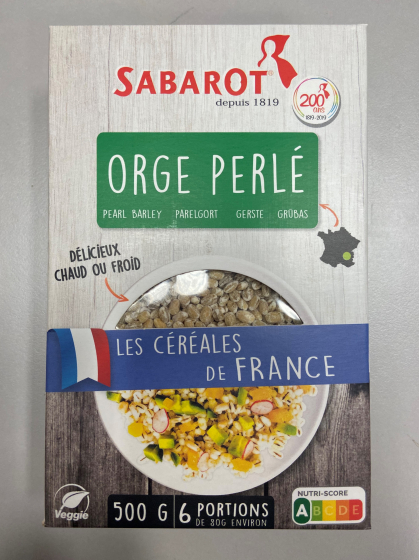 SABAROT
depuis 1819
200
ans
1819-2019
ORGE PERLÉ
PEARL BARLEY PARELGORT GERSTE GRŪBAS
DÉLICIEUX
CHAUD OU FROID
LES CÉRÉALES
DE FRANCE
Veggie
500 G 6 PORTIONS
DE 80G ENVIRON
NUTRI-SCORE
A B C D E